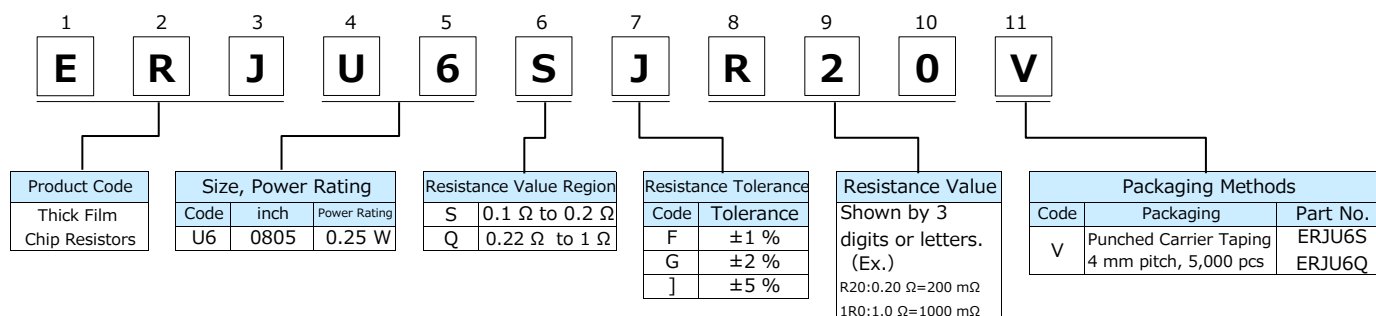 1 2 3 4 5 6 7 8 9 10 11
E R J U 6 S J R 2 0 V
Product Code
Thick Film
Chip Resistors
Size, Power Rating
Code inch Power Rating
U6 0805 0.25 W
Resistance Value Region
S 0.1 Ω to 0.2 Ω
Q 0.22 Ω to 1 Ω
Resistance Tolerance
Code Tolerance
F ±1 %
G ±2 %
] ±5 %
Resistance Value
Shown by 3
digits or letters.
(Ex.)
R20:0.20 Ω=200 mΩ
1R0:1.0 Ω=1000 mΩ
Packaging Methods
Code Packaging Part No.
V Punched Carrier Taping ERJU6S
4 mm pitch, 5,000 pcs ERJU6Q